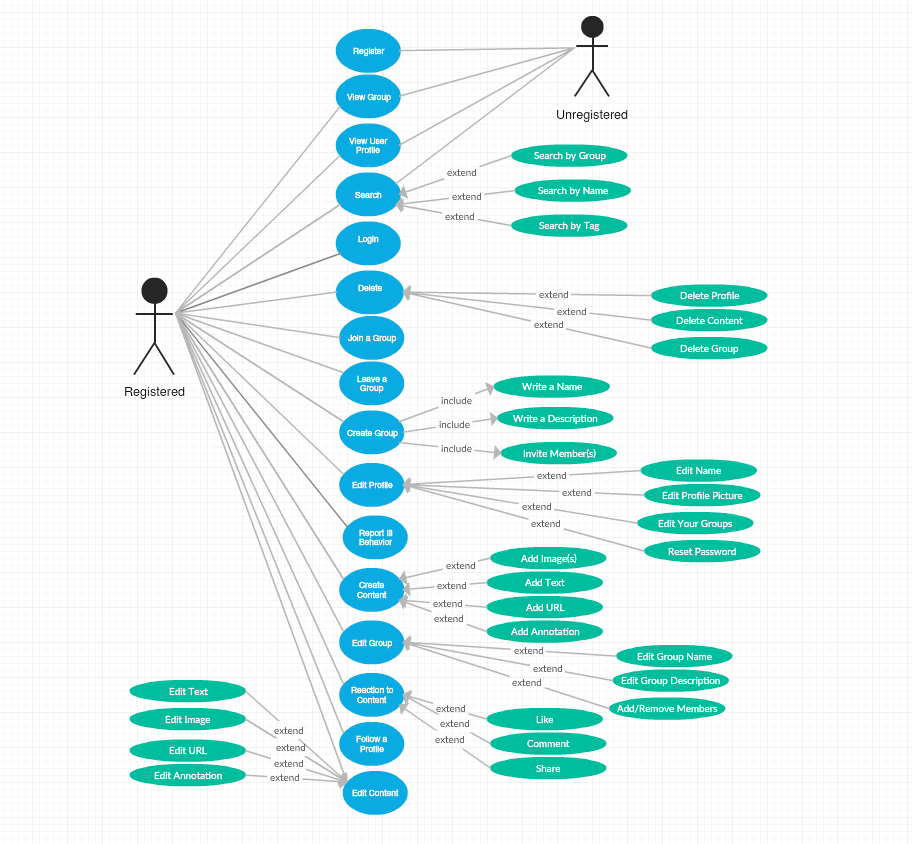 Register
View Group
View User
Profile
Search
Login
Delete
Join a Group
Leave a
Group
Create Group
Edit Profile
Report Ill
Behavior
Create
Content
Edit Group
Reaction to
Content
Follow a
Profile
Edit Content
Unregistered
Registered
extend
Search by Group
extend
Search by Name
extend
Search by Tag
extend
Delete Profile
extend
Delete Content
extend
Delete Group
include
Write a Name
include
Write a Description
include
Invite Member(s)
extend
Edit Name
extend
Edit Profile Picture
extend
Edit Your Groups
extend
Reset Password
extend
Add Image(s)
extend
Add Text
extend
Add URL
extend
Add Annotation
extend
Edit Group Name
extend
Edit Group Description
extend
Add/Remove Members
extend
Like
extend
Comment
extend
Share
Edit Text
extend
Edit Image
extend
Edit URL
extend
Edit Annotation
extend